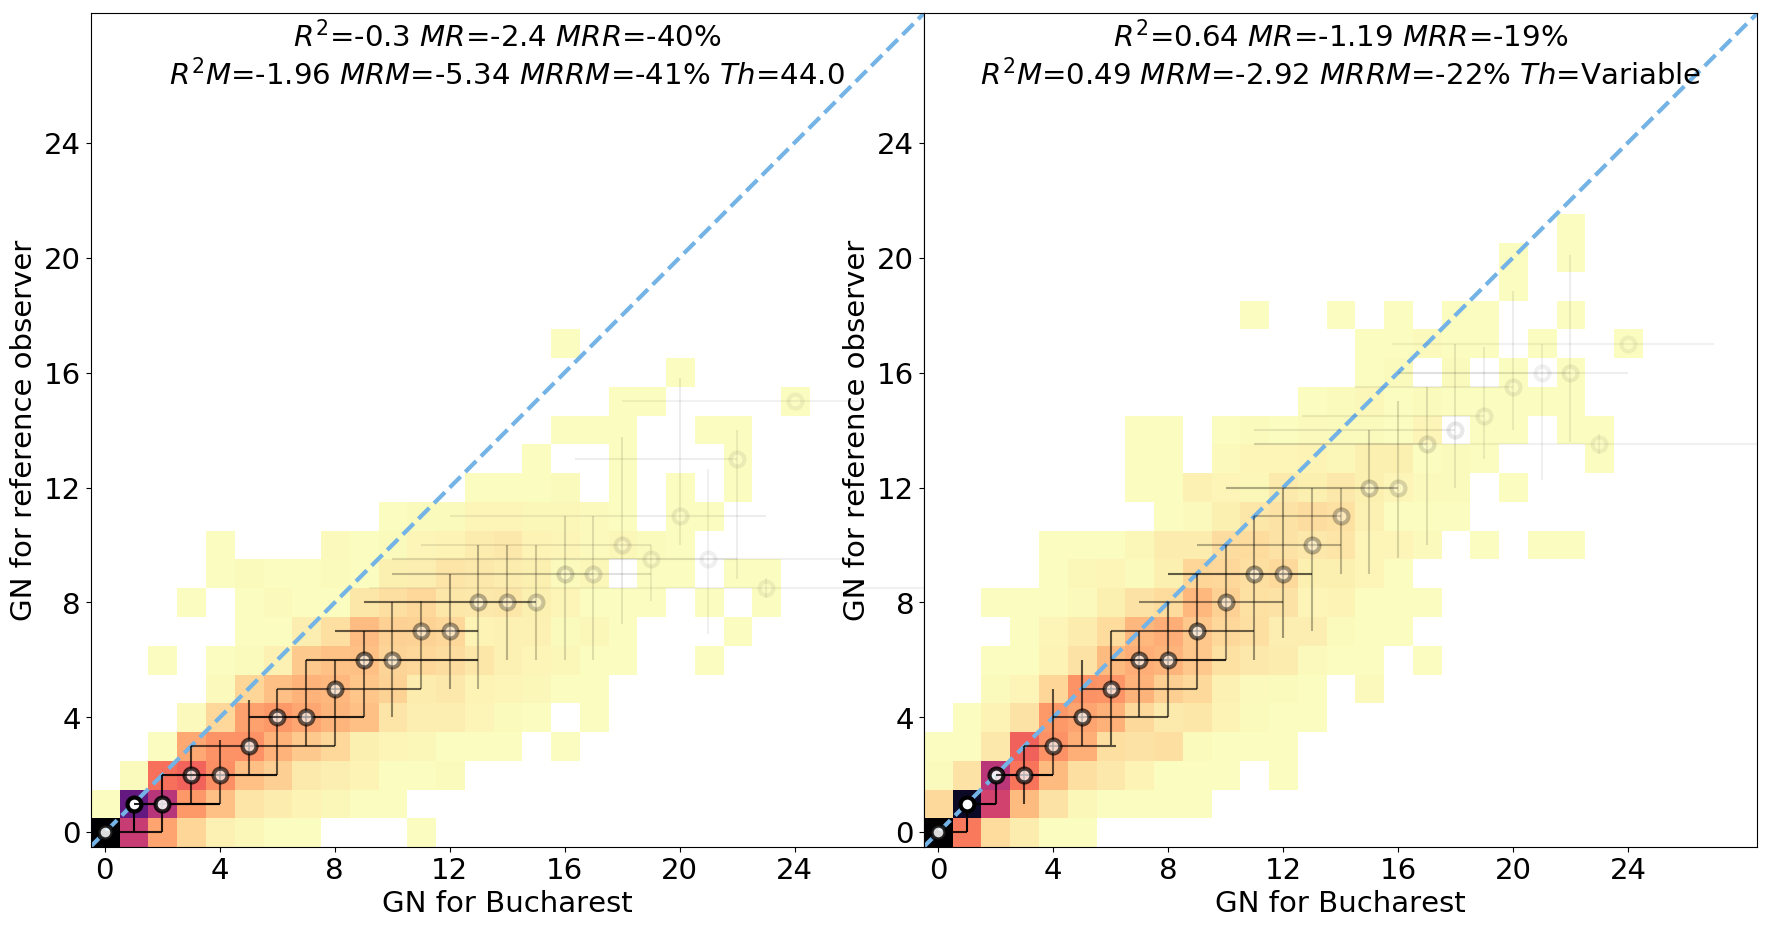 R²=-0.3 MR=-2.4 MRR=-40%
R²M=-1.96 MRM=-5.34 MRRM=-41% Th=44.0
24
20
16
12
8
4
0
GN for reference observer
0 4 8 12 16 20 24
GN for Bucharest
R²=0.64 MR=-1.19 MRR=-19%
R²M=0.49 MRM=-2.92 MRRM=-22% Th=Variable
24
20
16
12
8
4
0
GN for reference observer
0 4 8 12 16 20 24
GN for Bucharest